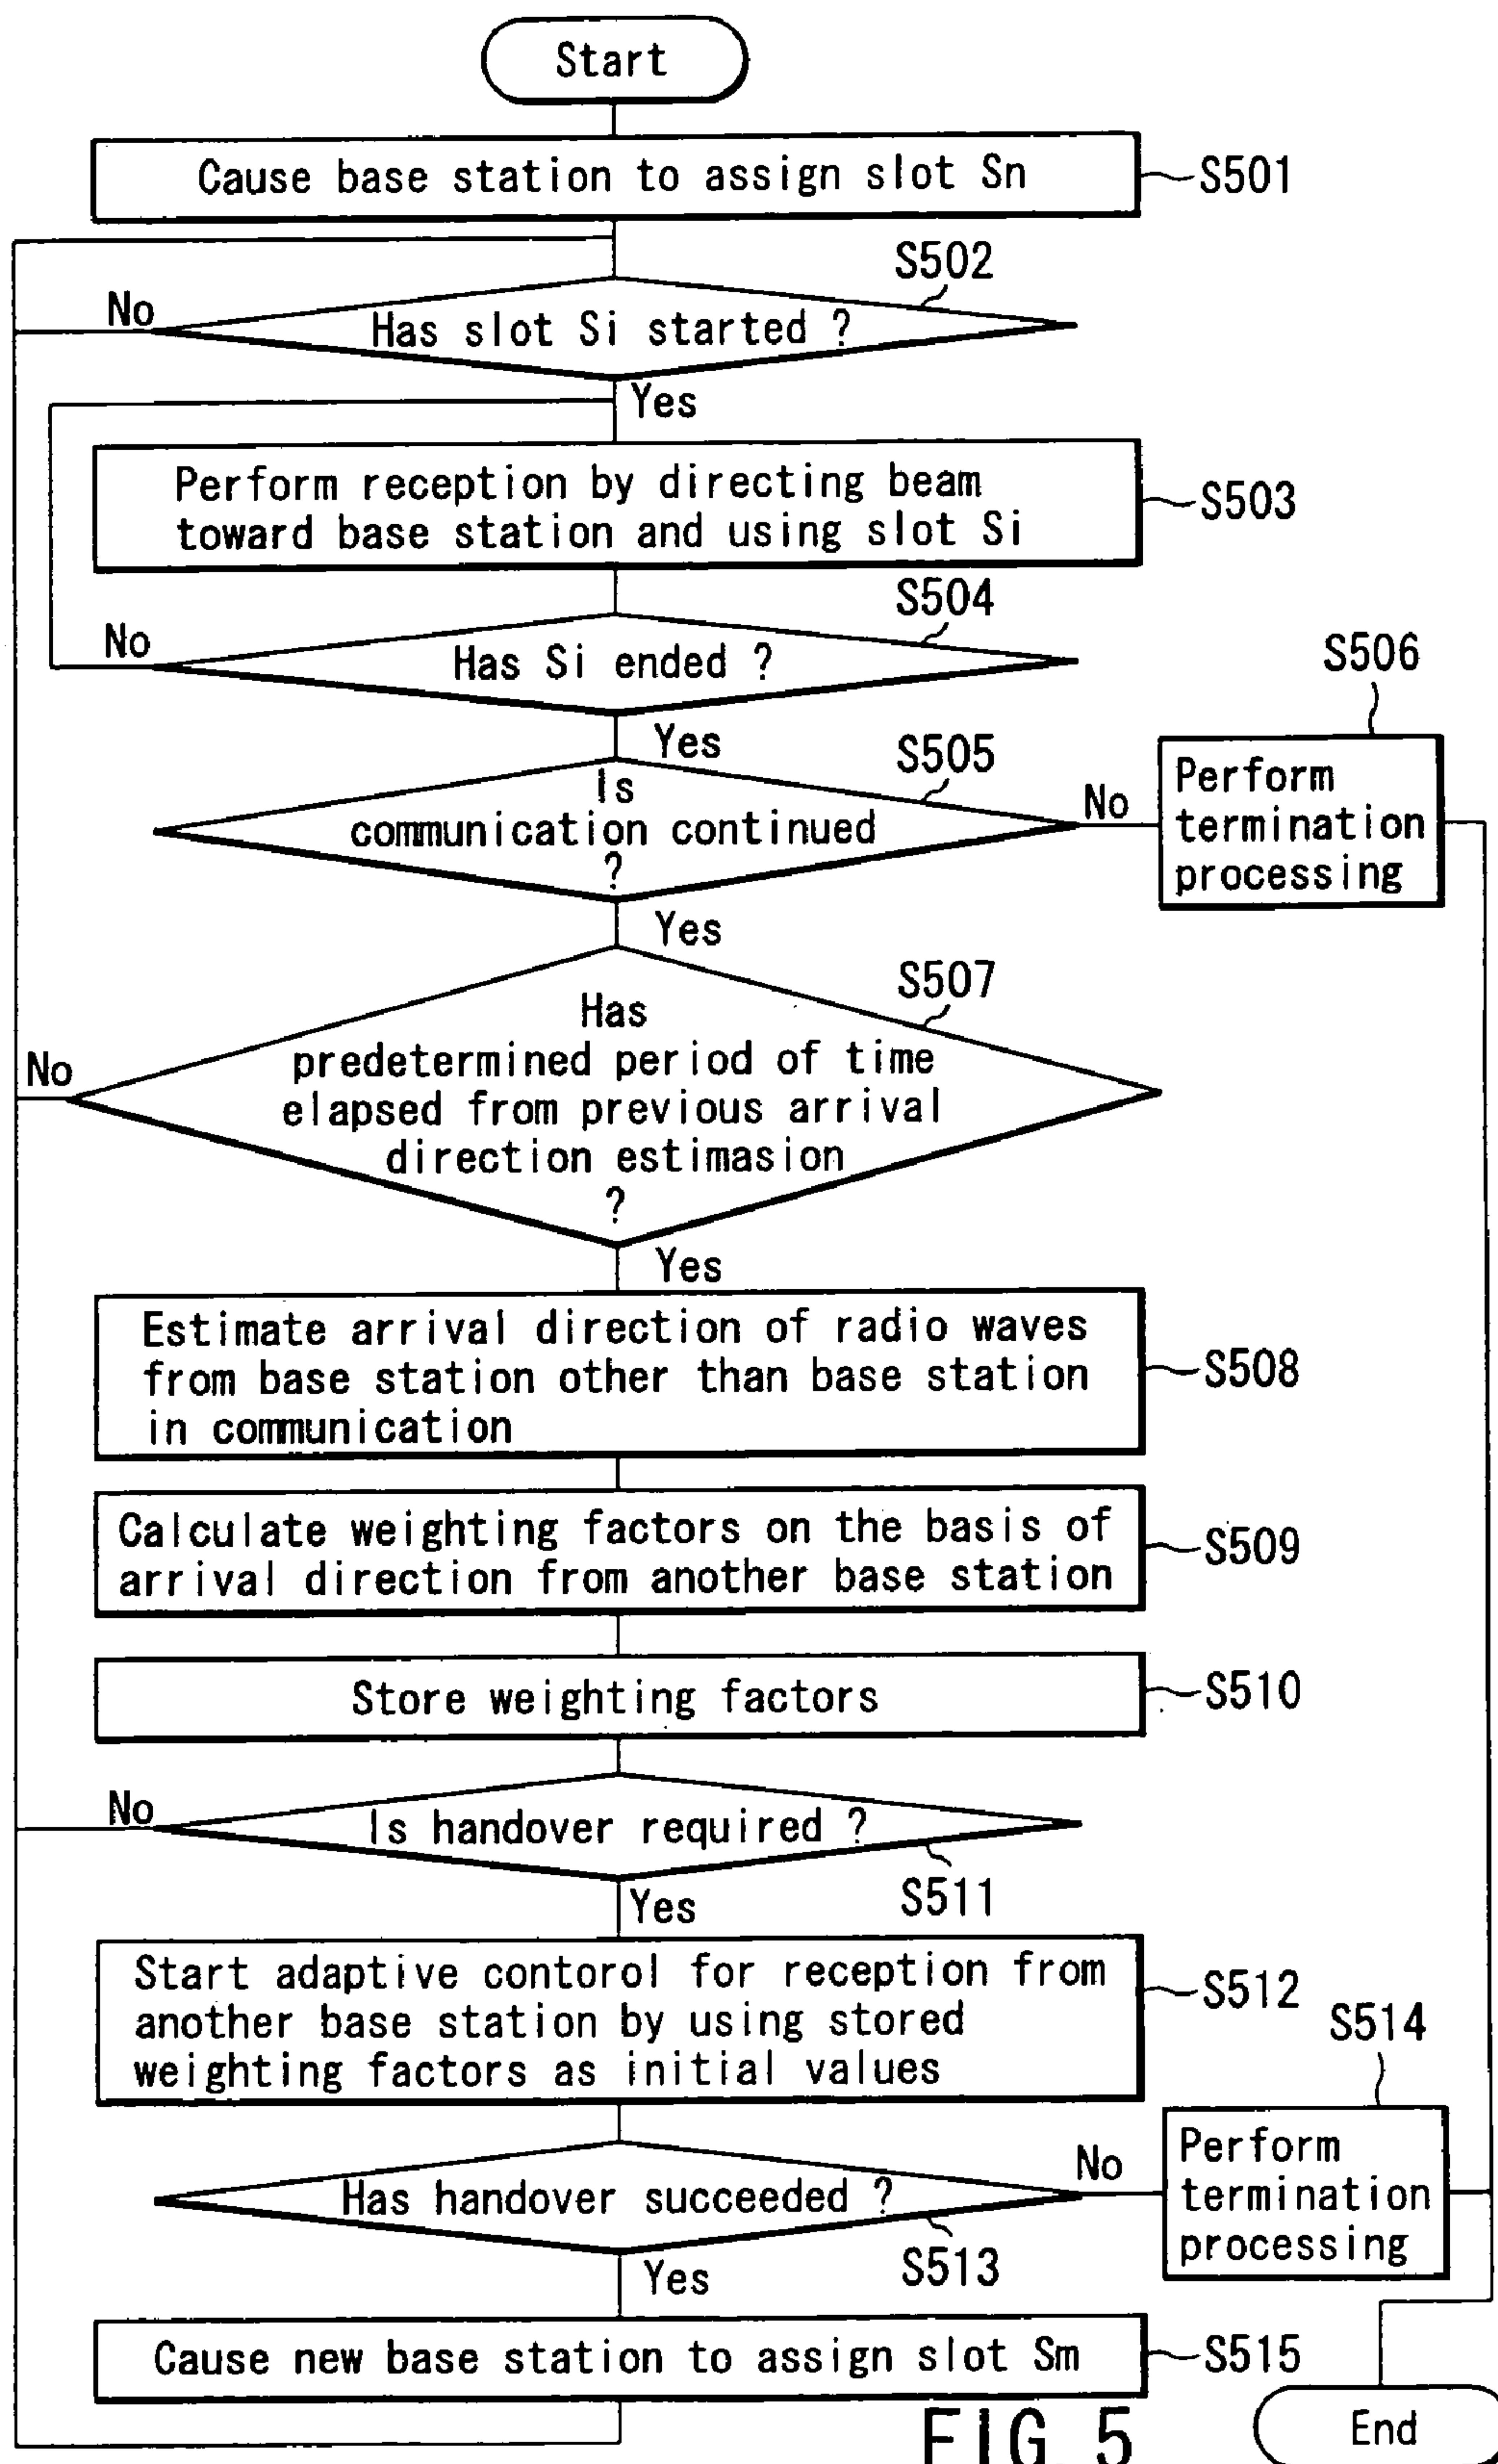 Start
Cause base station to assign slot Sn
S501
S502
No
Has slot Si started ?
Yes
Perform reception by directing beam
toward base station and using slot Si
S503
S504
No
Has Si ended ?
Yes
S505
Is
communication continued
?
No
S506
Perform
termination
processing
Yes
S507
Has
predetermined period of time
elapsed from previous arrival
direction estimasion
?
No
Yes
Estimate arrival direction of radio waves
from base station other than base station
in communication
S508
Calculate weighting factors on the basis of
arrival direction from another base station
S509
Store weighting factors
S510
No
Is handover required ?
S511
Yes
Start adaptive contorol for reception from
another base station by using stored
weighting factors as initial values
S512
S514
Has handover succeeded ?
No
Perform
termination
processing
S513
Yes
Cause new base station to assign slot Sm
S515
FIG. 5
End